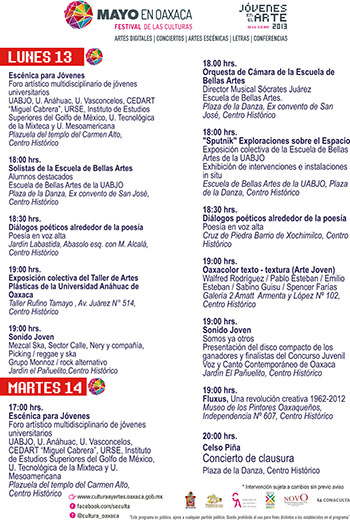 MAYO EN OAXACA
FESTIVAL DE LAS CULTURAS
JÓVENES
EN EL
ARTE
2013
ARTES DIGITALES | CONCIERTOS | ARTES ESCÉNICAS | LETRAS | CONFERENCIAS
LUNES 13
Escénica para Jóvenes
Foro artístico multidisciplinario de jóvenes
universitarios
UABJO, U. Anáhuac, U. Vasconcelos, CEDART
“Miguel Cabrera”, URSE, Instituto de Estudios
Superiores del Golfo de México, U. Tecnológica
de la Mixteca y U. Mesoamericana
Plazuela del templo del Carmen Alto,
Centro Histórico
18:00 hrs.
Solistas de la Escuela de Bellas Artes
Alumnos destacados
Escuela de Bellas Artes de la UABJO
Plaza de la Danza, Ex convento de San José,
Centro Histórico
18:30 hrs.
Diálogos poéticos alrededor de la poesía
Poesía en voz alta
Jardín Labastida, Abasolo esq. con M. Alcalá,
Centro Histórico
19:00 hrs.
Exposición colectiva del Taller de Artes
Plásticas de la Universidad Anáhuac de
Oaxaca
Taller Rufino Tamayo , Av. Juárez N° 514,
Centro Histórico
19:00 hrs.
Sonido Joven
Mezcal Ska, Sector Calle, Nery y compañía,
Picking / reggae y ska
Grupo Monnoz / rock alternativo
Jardín el Pañuelito,Centro Histórico
MARTES 14
17:00 hrs.
Escénica para Jóvenes
Foro artístico multidisciplinario de jóvenes
universitarios
UABJO, U. Anáhuac, U. Vasconcelos,
CEDART “Miguel Cabrera”, URSE, Instituto
de Estudios Superiores del Golfo de México,
U. Tecnológica de la Mixteca y U.
Mesoamericana
Plazuela del templo del Carmen Alto,
Centro Histórico
www.culturasyartes.oaxaca.gob.mx
facebook.com/seculta
@cultura_oaxaca
18.00 hrs.
Orquesta de Cámara de la Escuela de
Bellas Artes
Director Musical Sócrates Juárez
Escuela de Bellas Artes.
Plaza de la Danza, Ex convento de San
José, Centro Histórico
18:00 hrs.
"Sputnik" Exploraciones sobre el Espacio
Exposición colectiva de la Escuela de Bellas
Artes de la UABJO
Exhibición de intervenciones e instalaciones
in situ
Escuela de Bellas Artes de la UABJO, Plaza
de la Danza, Centro Histórico
18:30 hrs.
Diálogos poéticos alrededor de la poesía
Poesía en voz alta
Cruz de Piedra Barrio de Xochimilco, Centro
Histórico
19:00 hrs.
Oaxacolor texto - textura (Arte Joven)
Walfred Rodríguez / Pablo Esteban / Emilio
Esteban / Sabino Guisu / Spencer Farías
Galería 2 Amatt Armenta y López Nº 102,
Centro Histórico
19:00 hrs.
Sonido Joven
Somos ya otros
Presentación del disco compacto de los
ganadores y finalistas del Concurso Juvenil
Voz y Canto Contemporáneo de Oaxaca
Jardín El Pañuelito, Centro Histórico
19:00 hrs.
Fluxus, Una revolución creativa 1962-2012
Museo de los Pintores Oaxaqueños,
Independencia Nº 607, Centro Histórico
20:00 hrs.
Celso Piña
Concierto de clausura
Plaza de la Danza, Centro Histórico
* Intervención sujeta a cambios sin previo aviso
NOVO
CONACULTA
"Este programa es público, ajeno a cualquier partido político. Queda prohibido el uso para fines distintos a los establecidos en el programa"